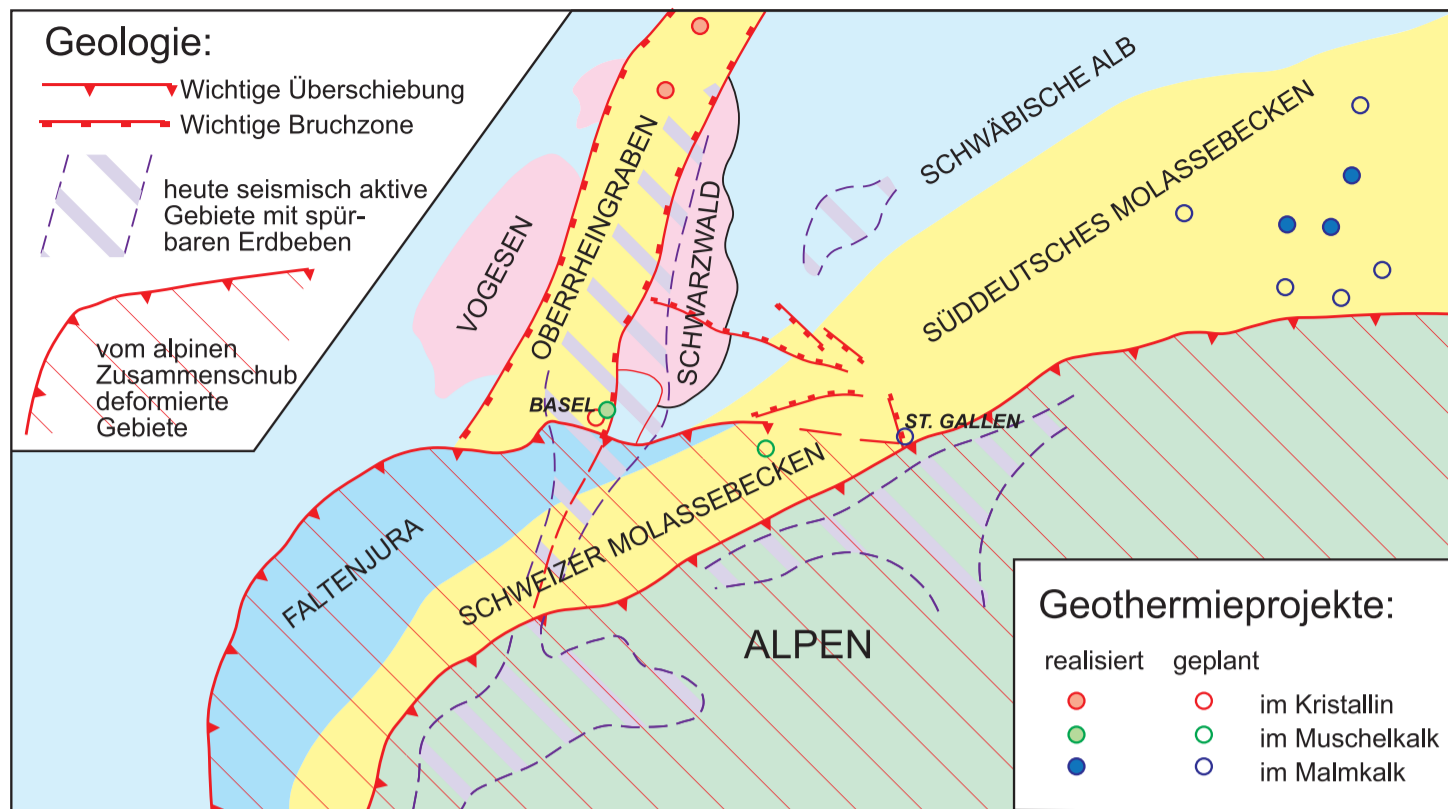 Geologie:
Wichtige Überschiebung
Wichtige Bruchzone
heute seismisch aktive
Gebiete mit spür-
baren Erdbeben
vom alpinen
Zusammenschub
deformierte
Gebiete
VOGESEN
OBERRHEINGRABEN
SCHWARZWALD
SCHWÄBISCHE ALB
SÜDDEUTSCHES MOLASSEBECKEN
BASEL
ST. GALLEN
FALTENJURA
SCHWEIZER MOLASSEBECKEN
ALPEN
Geothermieprojekte:
realisiert geplant
im Kristallin
im Muschelkalk
im Malmkalk